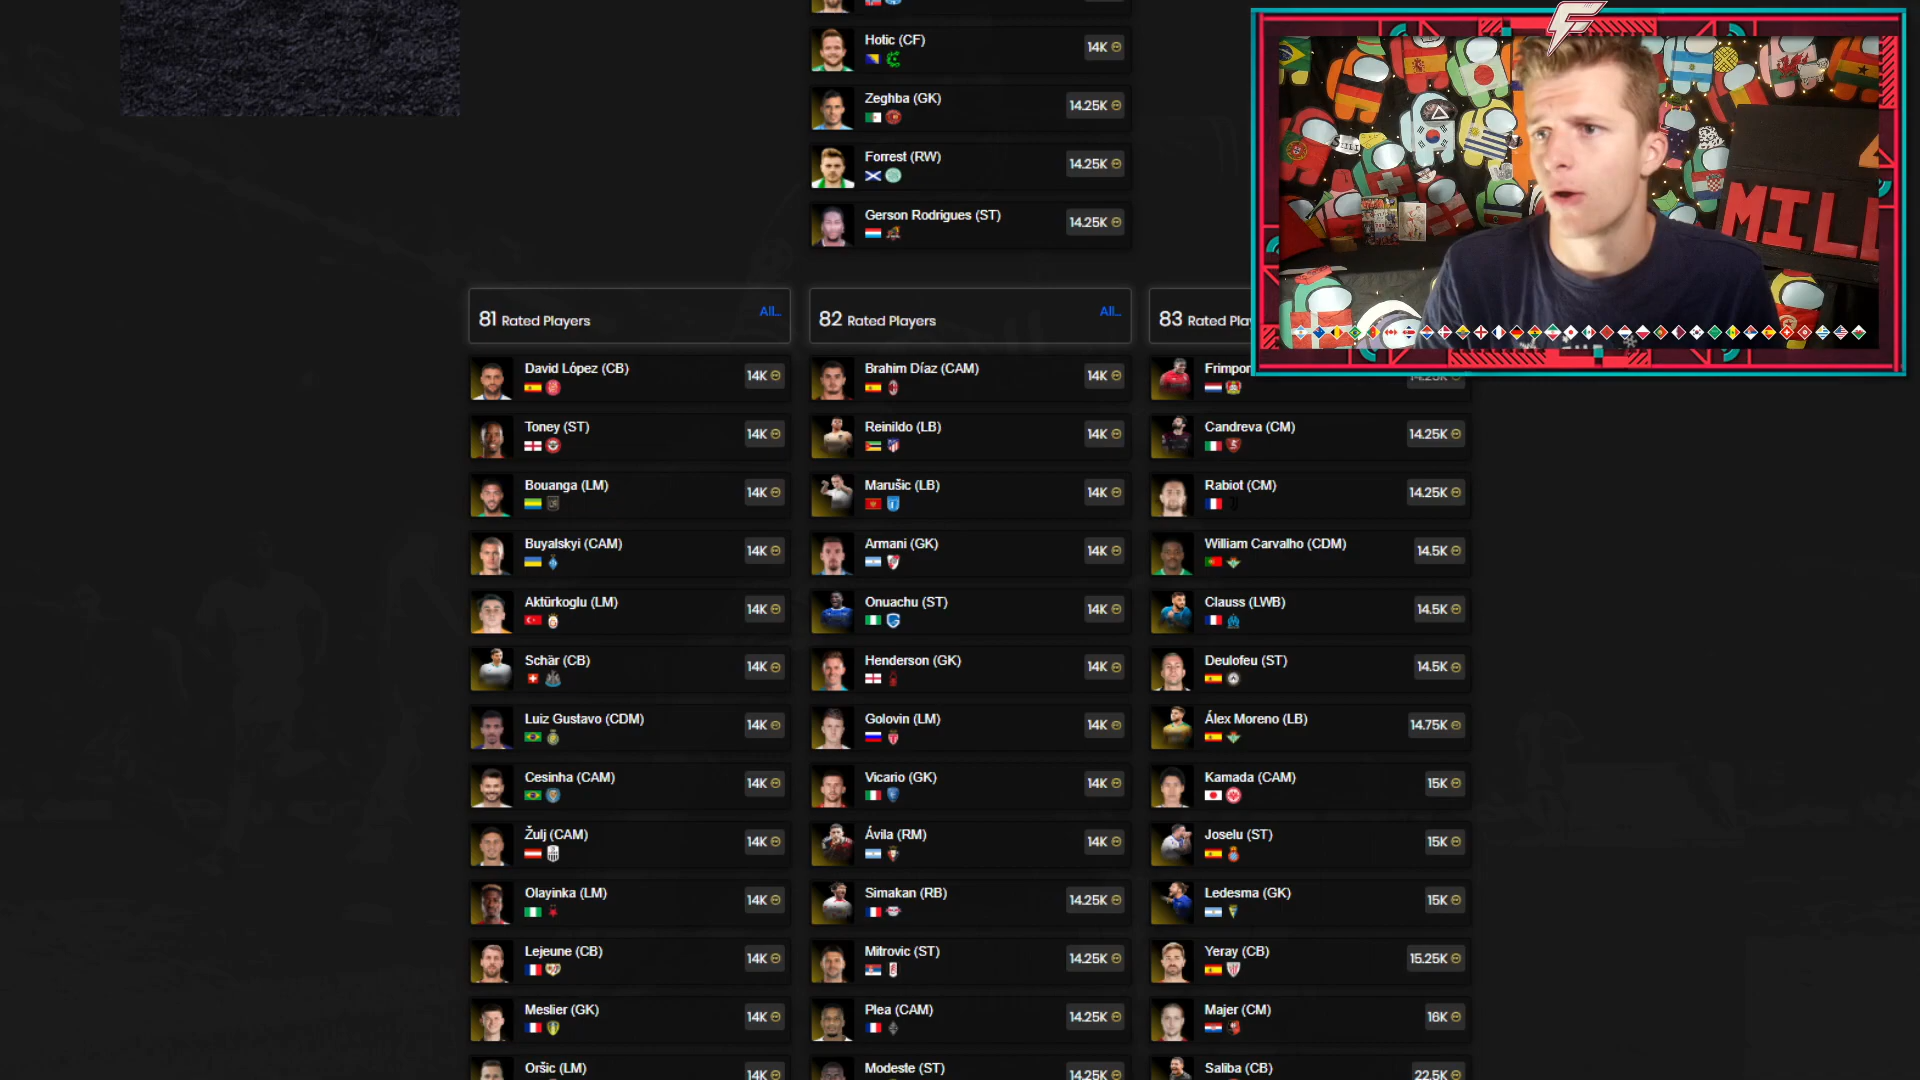 Hotic (CF)
14K
Zeghba (GK)
14.25K
Forrest (RW)
14.25K
Gerson Rodrigues (ST)
14.25K
MILL
81 Rated Players
All...
David López (CB)
14K
Toney (ST)
14K
Bouanga (LM)
14K
Buyalskyi (CAM)
14K
Aktürkoglu (LM)
14K
Schär (CB)
14K
Luiz Gustavo (CDM)
14K
Cesinha (CAM)
14K
Žulj (CAM)
14K
Olayinka (LM)
14K
Lejeune (CB)
14K
Meslier (GK)
14K
Oršic (LM)
14K
82 Rated Players
All...
Brahim Díaz (CAM)
14K
Reinildo (LB)
14K
Marušic (LB)
14K
Armani (GK)
14K
Onuachu (ST)
14K
Henderson (GK)
14K
Golovin (LM)
14K
Vicario (GK)
14K
Ávila (RM)
14K
Simakan (RB)
14.25K
Mitrovic (ST)
14.25K
Plea (CAM)
14.25K
Modeste (ST)
14.25K
83 Rated Pla
Frimpor
14.25K
Candreva (CM)
14.25K
Rabiot (CM)
14.25K
William Carvalho (CDM)
14.5K
Clauss (LWB)
14.5K
Deulofeu (ST)
14.5K
Álex Moreno (LB)
14.75K
Kamada (CAM)
15K
Joselu (ST)
15K
Ledesma (GK)
15K
Yeray (CB)
15.25K
Majer (CM)
16K
Saliba (CB)
22.5K